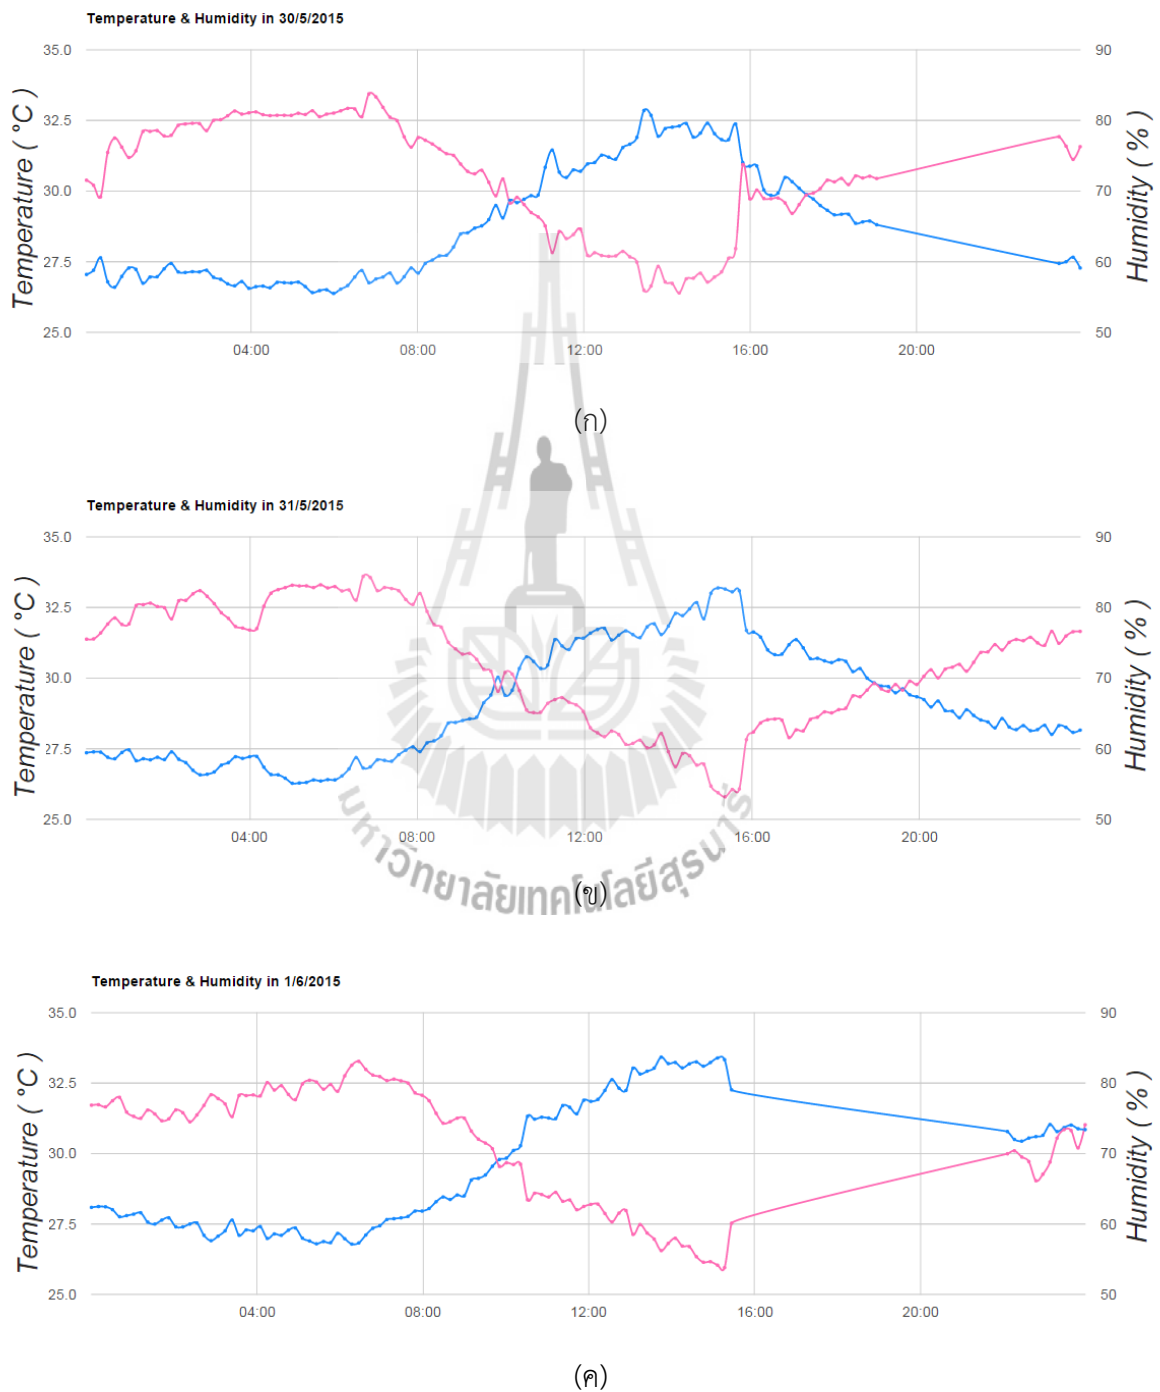 Temperature & Humidity in 30/5/2015
35.0 90
32.5 80
30.0 70
27.5 60
25.0 50
Temperature ( °C )
Humidity ( % )
04:00 08:00 12:00 16:00 20:00
(ก)
Temperature & Humidity in 31/5/2015
35.0 90
32.5 80
30.0 70
27.5 60
25.0 50
Temperature ( °C )
Humidity ( % )
04:00 08:00 12:00 16:00 20:00
มหาวิทยาลัยเทคโนโลยีสุรนารี
(ข)
Temperature & Humidity in 1/6/2015
35.0 90
32.5 80
30.0 70
27.5 60
25.0 50
Temperature ( °C )
Humidity ( % )
04:00 08:00 12:00 16:00 20:00
(ค)